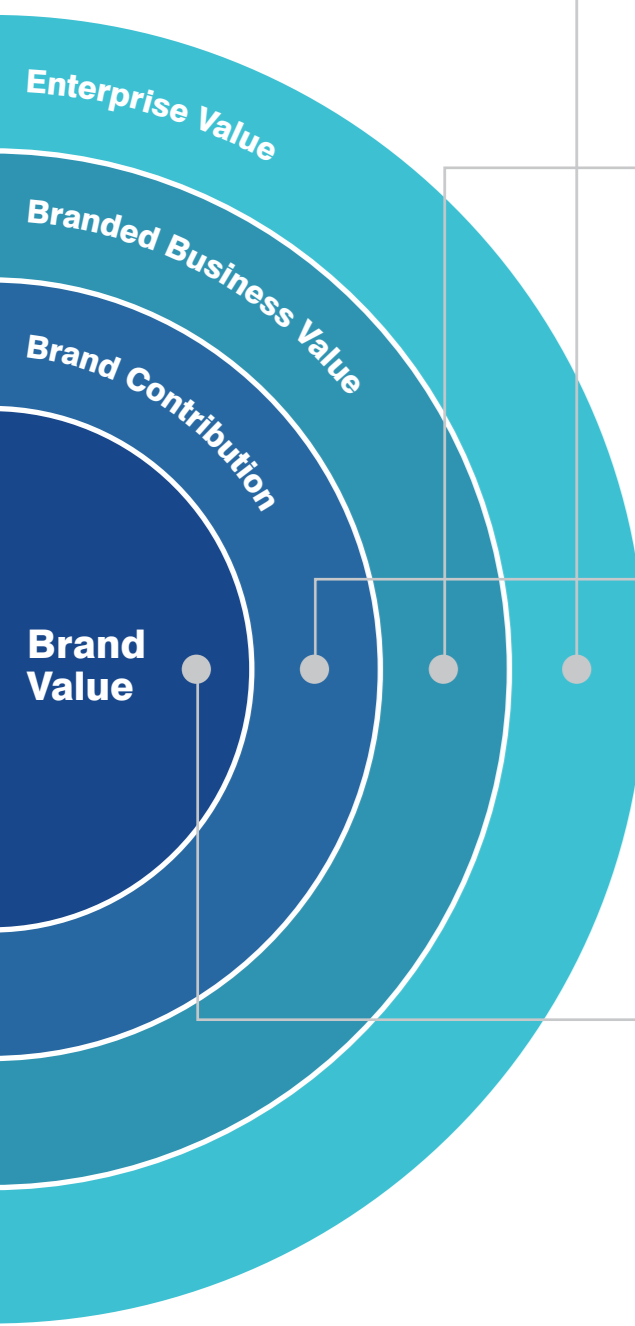 Enterprise Value
Branded Business Value
Brand Contribution
Brand
Value